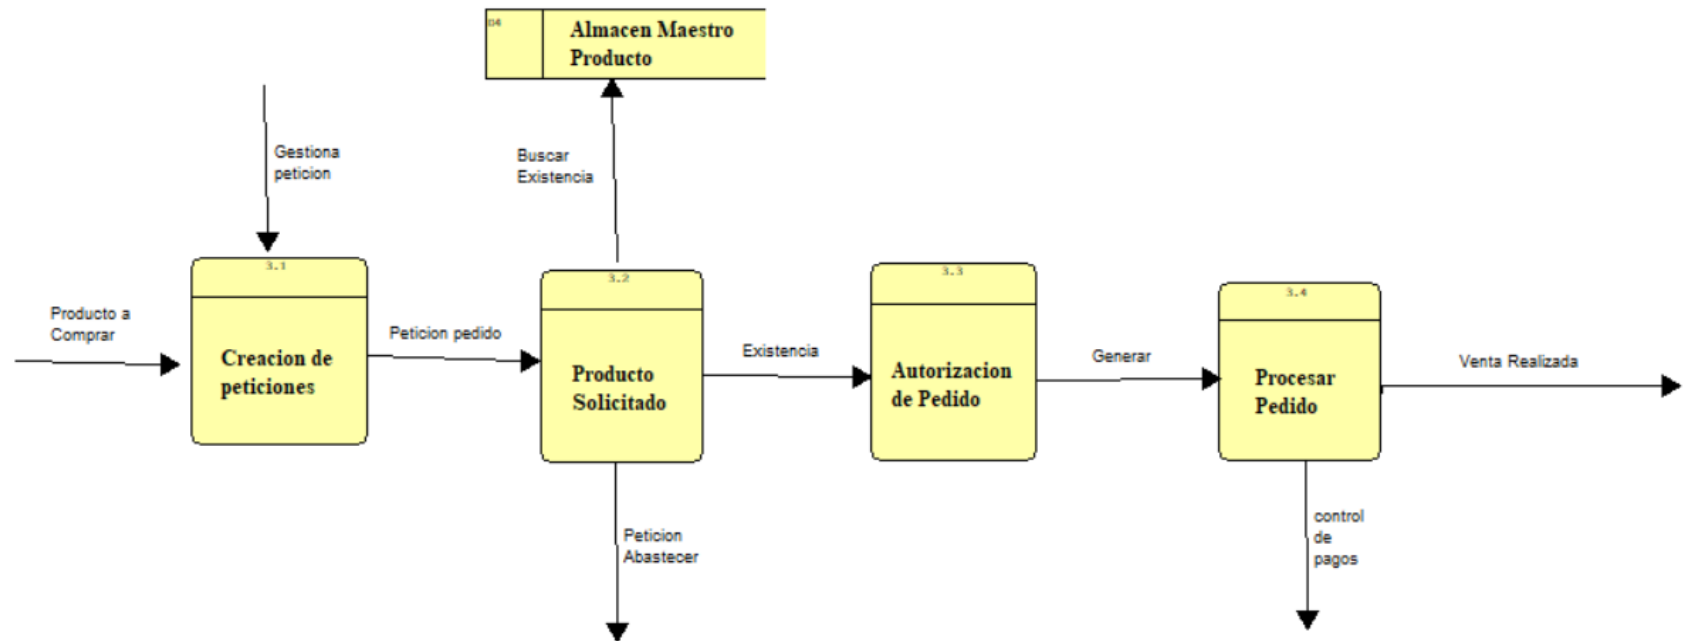 D4
Almacen Maestro
Producto
Gestiona
peticion
Buscar
Existencia
3.1
3.2
3.3
3.4
Producto a
Comprar
Creacion de
peticiones
Peticion pedido
Producto
Solicitado
Existencia
Autorizacion
de Pedido
Generar
Procesar
Pedido
Venta Realizada
Peticion
Abastecer
control
de
pagos